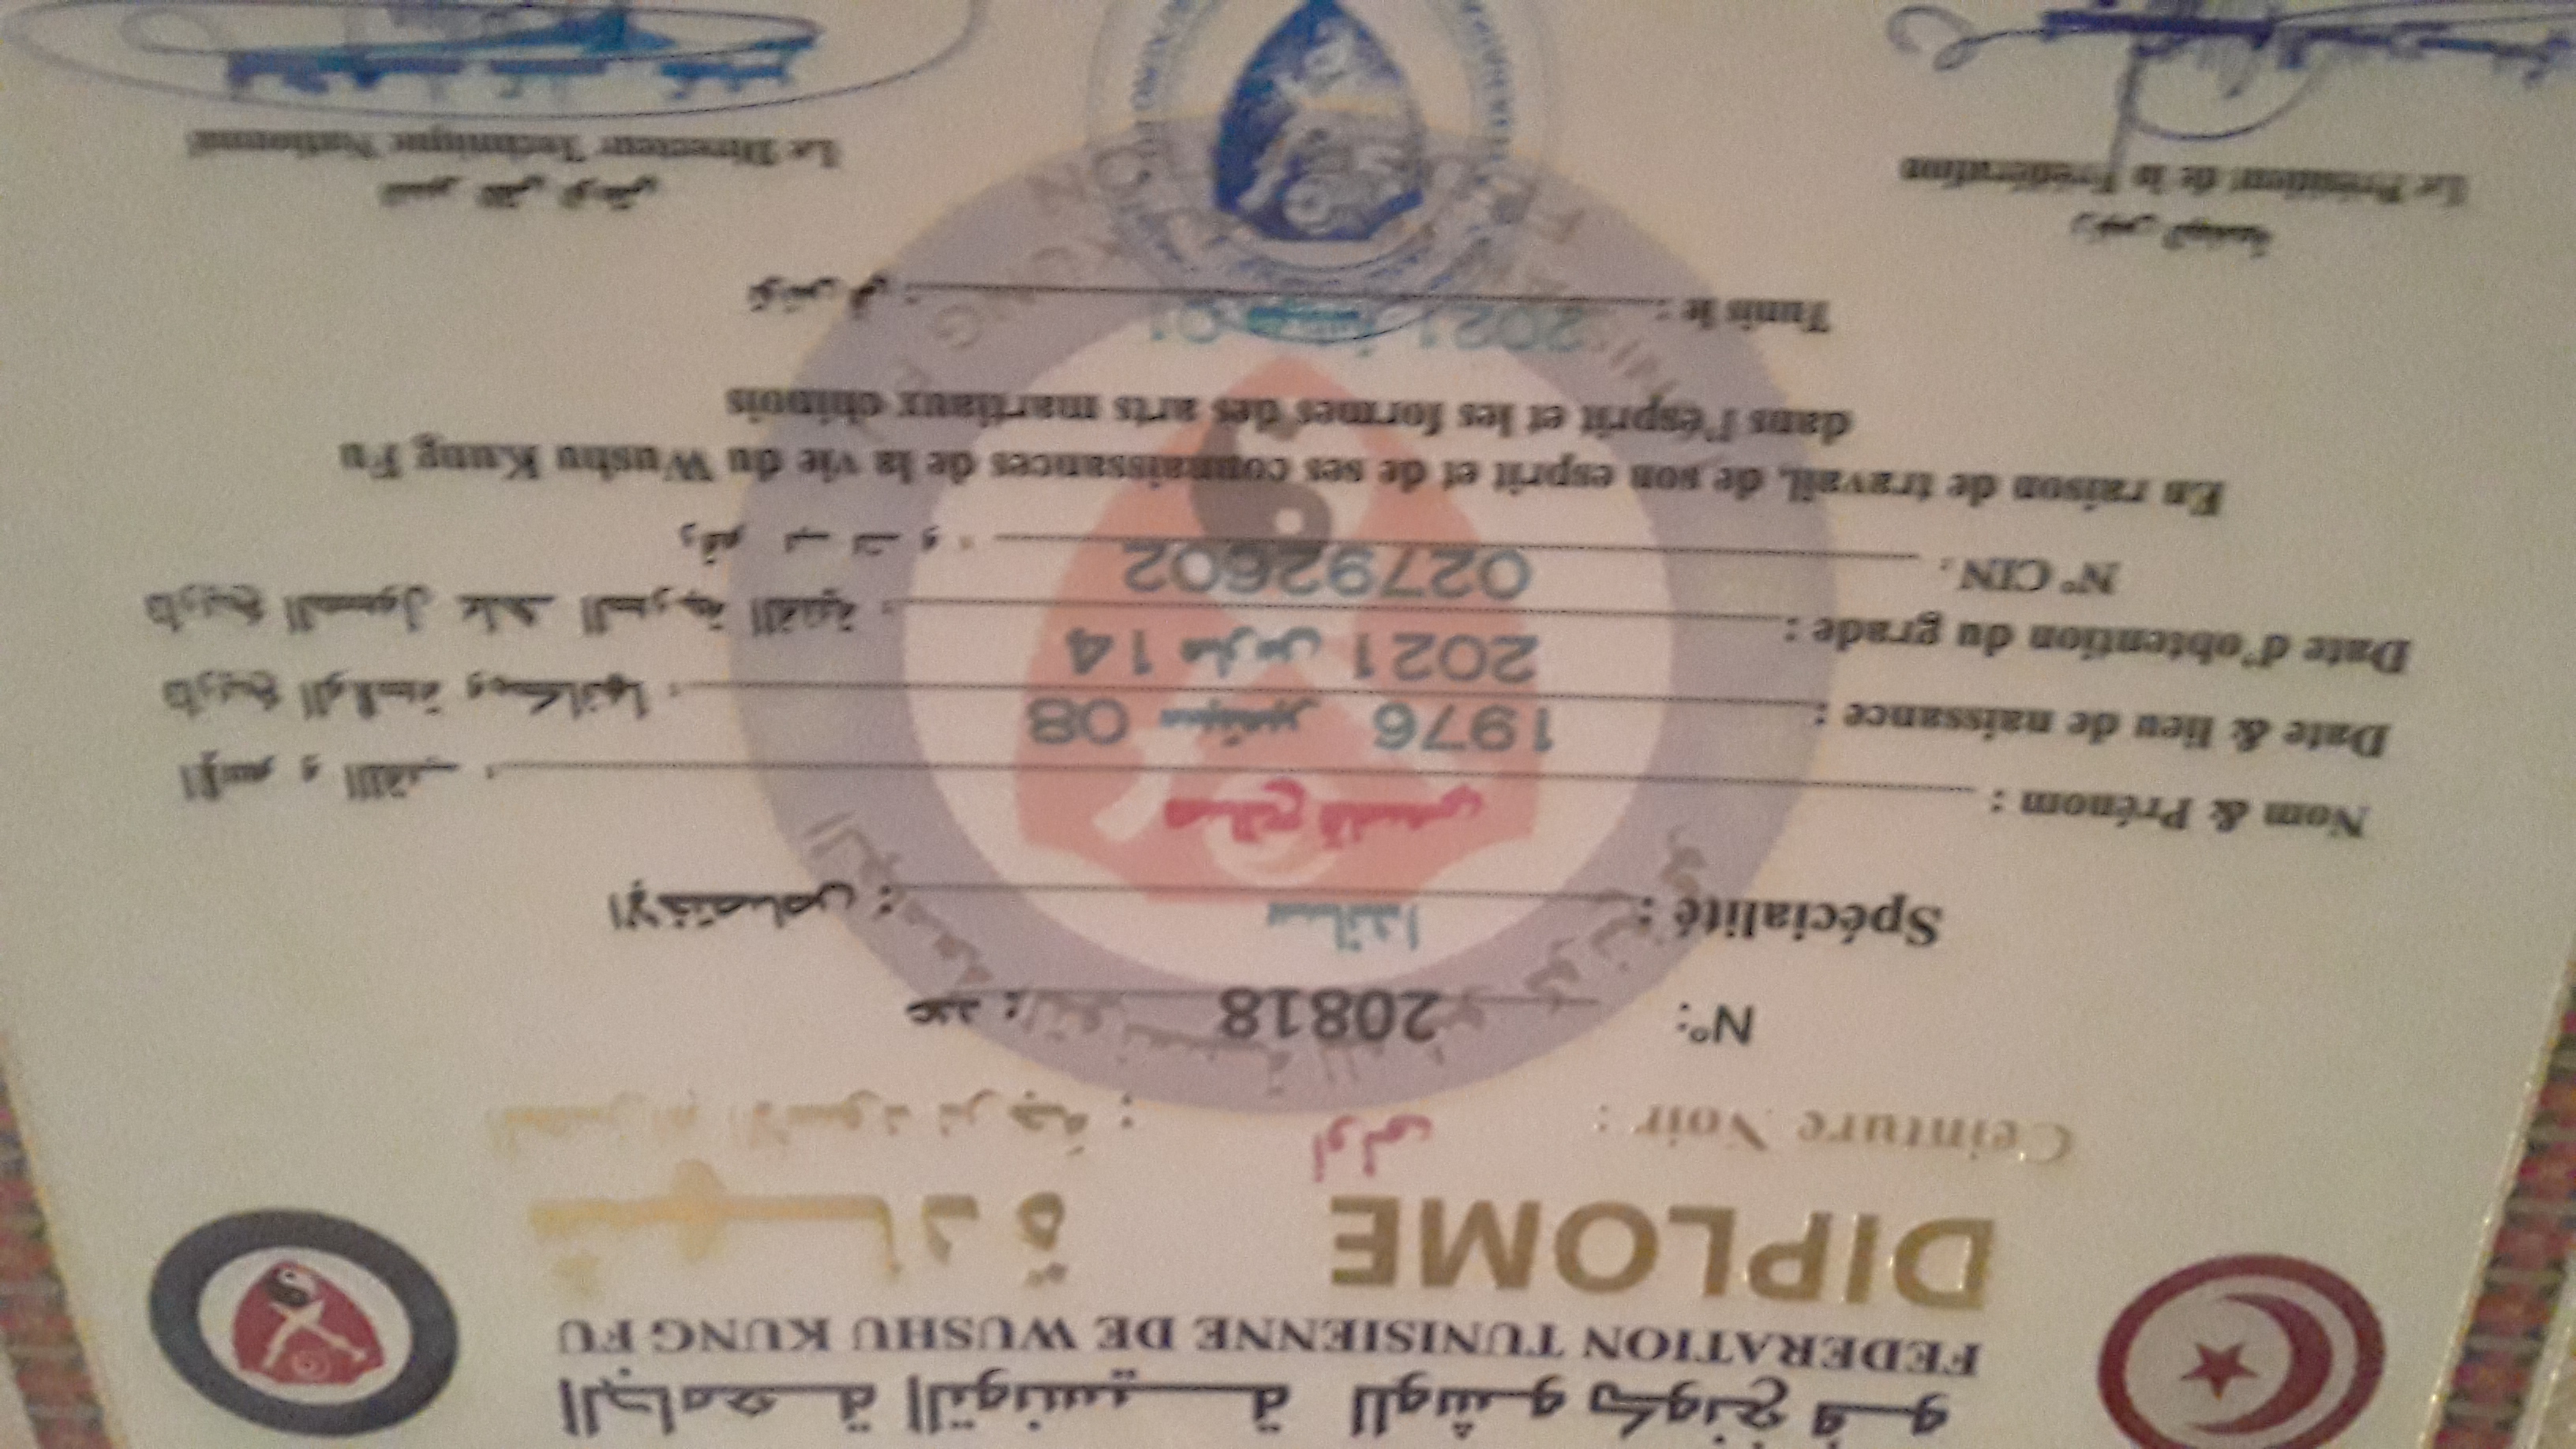 الجامعة التونسية للوشو كونغ فو
FEDERATION TUNISIENNE DE WUSHU KUNG FU
DIPLOME شهادة
Ceinture Noir : أولى الحزام الاسود درجة :
N°: 20818 عدد :
Spécialité : ساندا الإختصاص :
Nom & Prénom : صالح قاسمي الإسم و اللقب :
Date & lieu de naissance : 08 سبتمبر 1976 تاريخ الولادة ومكانها :
Date d'obtention du grade : 14 مارس 2021 تاريخ الحصول على الدرجة الفنية :
N° CIN : 02792602 رقم ب ت و :
En raison de travail, de son esprit et de ses connaissances de la vie du Wushu Kung Fu
dans l'ésprit et les formes des arts martiaux chinois
Tunis le : 01 2021 تونس في :
رئيس الجامعة
Le Président de la Frédération
المدير الفني الوطني
Le Directeur Technique National